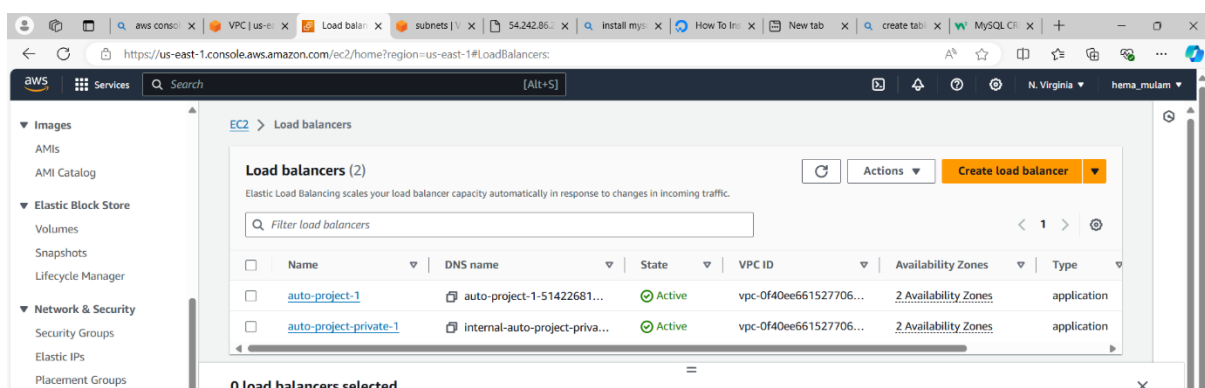 aws consol
VPC | us-e
Load balan
subnets | V
54.242.86.2
install mys
How To Ins
New tab
create tabl
MySQL CR
https://us-east-1.console.aws.amazon.com/ec2/home?region=us-east-1#LoadBalancers:
aws Services Search [Alt+S] N. Virginia hema_mulam
Images
AMIs
AMI Catalog
Elastic Block Store
Volumes
Snapshots
Lifecycle Manager
Network & Security
Security Groups
Elastic IPs
Placement Groups
EC2 > Load balancers
Load balancers (2) Actions Create load balancer
Elastic Load Balancing scales your load balancer capacity automatically in response to changes in incoming traffic.
Filter load balancers 1
Name DNS name State VPC ID Availability Zones Type
auto-project-1 auto-project-1-51422681... Active vpc-0f40ee661527706... 2 Availability Zones application
auto-project-private-1 internal-auto-project-priva... Active vpc-0f40ee661527706... 2 Availability Zones application
0 load balancers selected